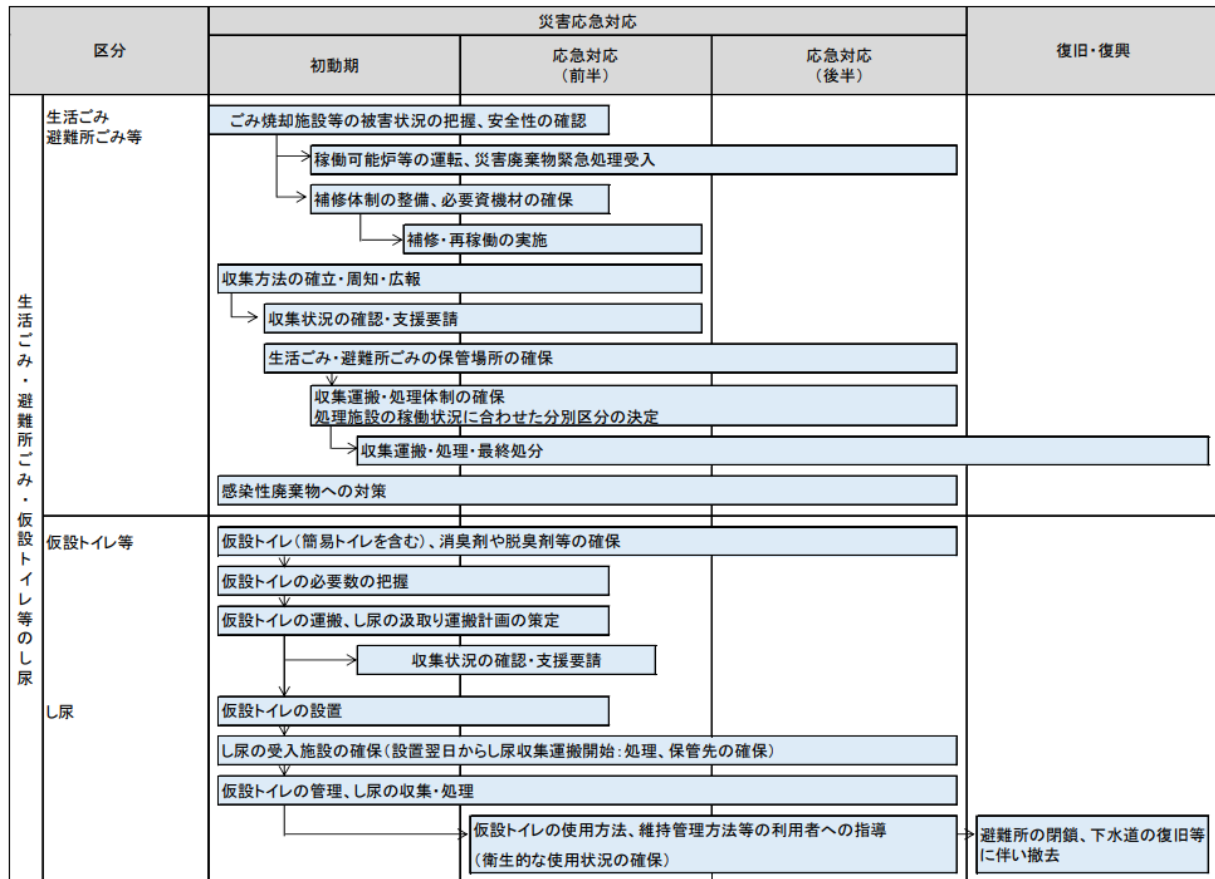 区分
災害応急対応
復旧・復興
初動期
応急対応
（前半）
応急対応
（後半）
生活ごみ・避難所ごみ・仮設トイレ等のし尿
生活ごみ
避難所ごみ等
ごみ焼却施設等の被害状況の把握、安全性の確認
稼働可能炉等の運転、災害廃棄物緊急処理受入
補修体制の整備、必要資機材の確保
補修・再稼働の実施
収集方法の確立・周知・広報
収集状況の確認・支援要請
生活ごみ・避難所ごみの保管場所の確保
収集運搬・処理体制の確保
処理施設の稼働状況に合わせた分別区分の決定
収集運搬・処理・最終処分
感染性廃棄物への対策
仮設トイレ等
仮設トイレ（簡易トイレを含む）、消臭剤や脱臭剤等の確保
仮設トイレの必要数の把握
仮設トイレの運搬、し尿の汲取り運搬計画の策定
収集状況の確認・支援要請
し尿
仮設トイレの設置
し尿の受入施設の確保（設置翌日からし尿収集運搬開始：処理、保管先の確保）
仮設トイレの管理、し尿の収集・処理
仮設トイレの使用方法、維持管理方法等の利用者への指導
（衛生的な使用状況の確保）
避難所の閉鎖、下水道の復旧等
に伴い撤去